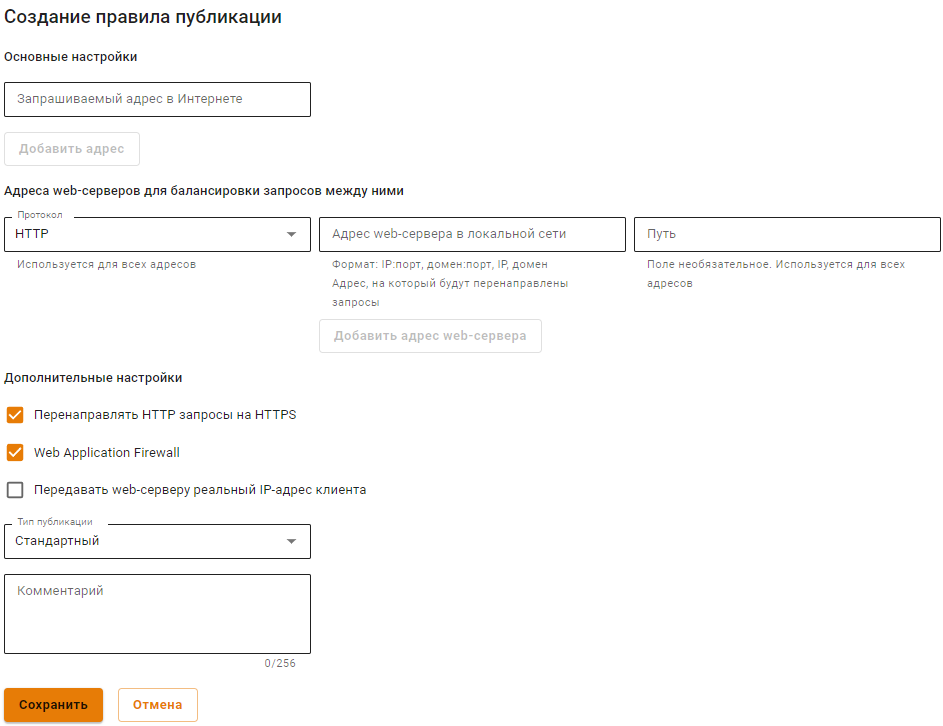 Создание правила публикации
Основные настройки
Запрашиваемый адрес в Интернете
Добавить адрес
Адреса web-серверов для балансировки запросов между ними
Протокол
HTTP
Используется для всех адресов
Адрес web-сервера в локальной сети
Формат: IP:порт, домен:порт, IP, домен
Адрес, на который будут перенаправлены
запросы
Путь
Поле необязательное. Используется для всех
адресов
Добавить адрес web-сервера
Дополнительные настройки
Перенаправлять HTTP запросы на HTTPS
Web Application Firewall
Передавать web-серверу реальный IP-адрес клиента
Тип публикации
Стандартный
Комментарий
0/256
Сохранить
Отмена